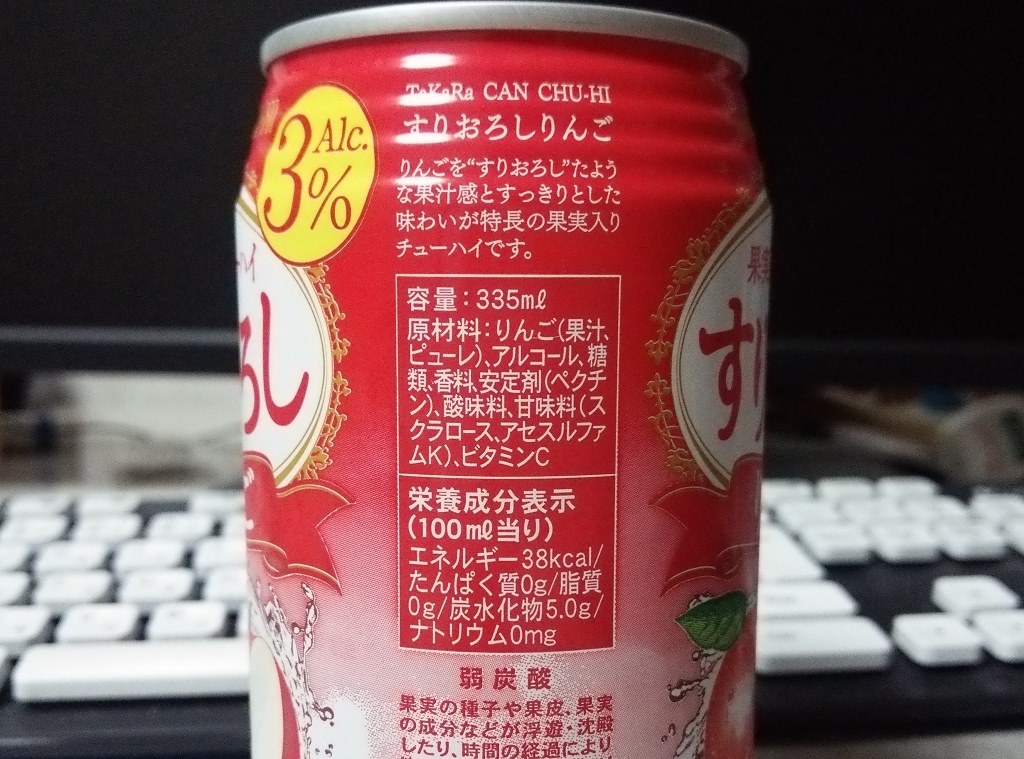 3% Alc.
TaKaRa CAN CHU-HI
すりおろしりんご
りんごを“すりおろし”たよう
な果汁感とすっきりとした
味わいが特長の果実入り
チューハイです。
容量：335mℓ
原材料：りんご(果汁、
ピューレ)、アルコール、糖
類、香料、安定剤(ペクチ
ン)、酸味料、甘味料(ス
クラロース、アセスルファ
ムK)、ビタミンC
栄養成分表示
(100mℓ当り)
エネルギー38kcal/
たんぱく質0g/脂質
0g/炭水化物5.0g/
ナトリウム0mg
弱炭酸
果実の種子や果皮、果実
の成分などが浮遊・沈殿
したり、時間の経過により
ハイ
ろし
果実
すり